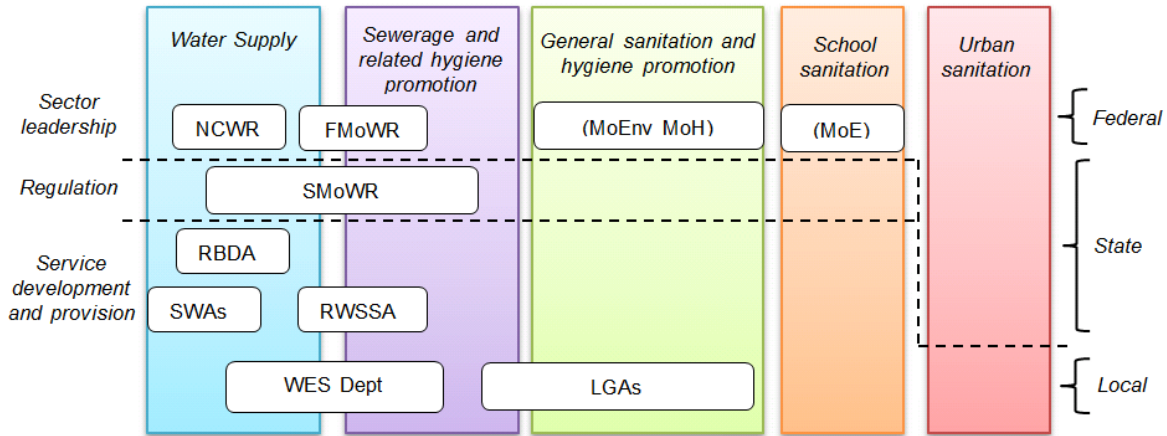 Water Supply
Sewerage and
related hygiene
promotion
General sanitation and
hygiene promotion
School
sanitation
Urban
sanitation
Sector
leadership
NCWR
FMoWR
(MoEnv MoH)
(MoE)
Federal
Regulation
SMoWR
State
Service
development
and provision
RBDA
SWAs
RWSSA
WES Dept
LGAs
Local